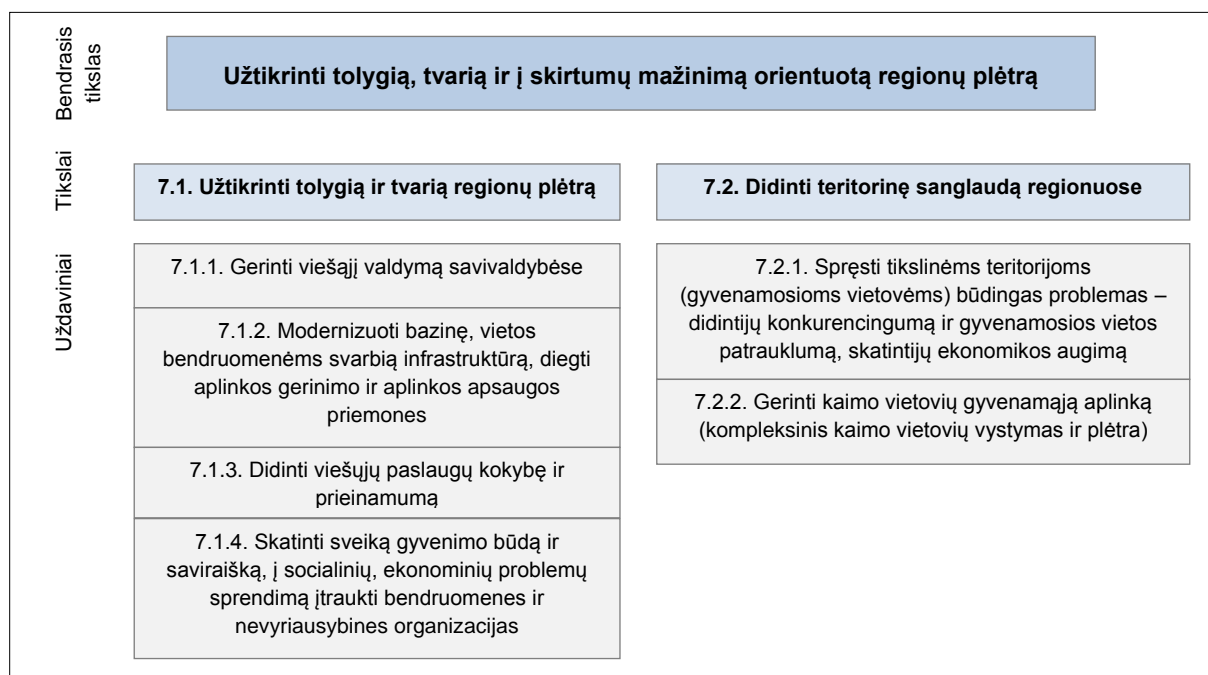 Bendrasis
tikslas
Užtikrinti tolygią, tvarią ir į skirtumų mažinimą orientuotą regionų plėtrą
Tikslai
7.1. Užtikrinti tolygią ir tvarią regionų plėtrą
7.2. Didinti teritorinę sanglaudą regionuose
Uždaviniai
7.1.1. Gerinti viešąjį valdymą savivaldybėse
7.1.2. Modernizuoti bazinę, vietos
bendruomenėms svarbią infrastruktūrą, diegti
aplinkos gerinimo ir aplinkos apsaugos
priemones
7.1.3. Didinti viešųjų paslaugų kokybę ir
prieinamumą
7.1.4. Skatinti sveiką gyvenimo būdą ir
saviraišką, į socialinių, ekonominių problemų
sprendimą įtraukti bendruomenes ir
nevyriausybines organizacijas
7.2.1. Spręsti tikslinėms teritorijoms
(gyvenamosioms vietovėms) būdingas problemas –
didintijų konkurencingumą ir gyvenamosios vietos
patrauklumą, skatintijų ekonomikos augimą
7.2.2. Gerinti kaimo vietovių gyvenamąją aplinką
(kompleksinis kaimo vietovių vystymas ir plėtra)